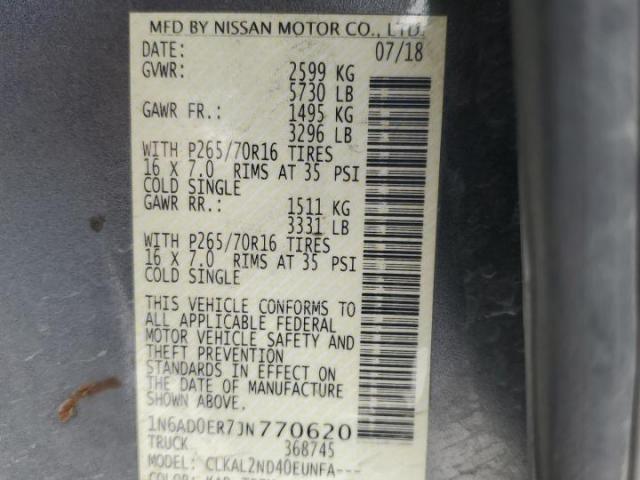 MFD BY NISSAN MOTOR CO., LTD.
DATE: 07/18
GVWR: 2599 KG
5730 LB
GAWR FR.: 1495 KG
3296 LB
WITH P265/70R16 TIRES
16 X 7.0 RIMS AT 35 PSI
COLD SINGLE
GAWR RR.: 1511 KG
3331 LB
WITH P265/70R16 TIRES
16 X 7.0 RIMS AT 35 PSI
COLD SINGLE
THIS VEHICLE CONFORMS TO
ALL APPLICABLE FEDERAL
MOTOR VEHICLE SAFETY AND
THEFT PREVENTION
STANDARDS IN EFFECT ON
THE DATE OF MANUFACTURE
SHOWN ABOVE.
1N6AD0ER7JN770620
TRUCK 368745
MODEL: CLKAL2ND40EUNFA---
COLOR: KAD